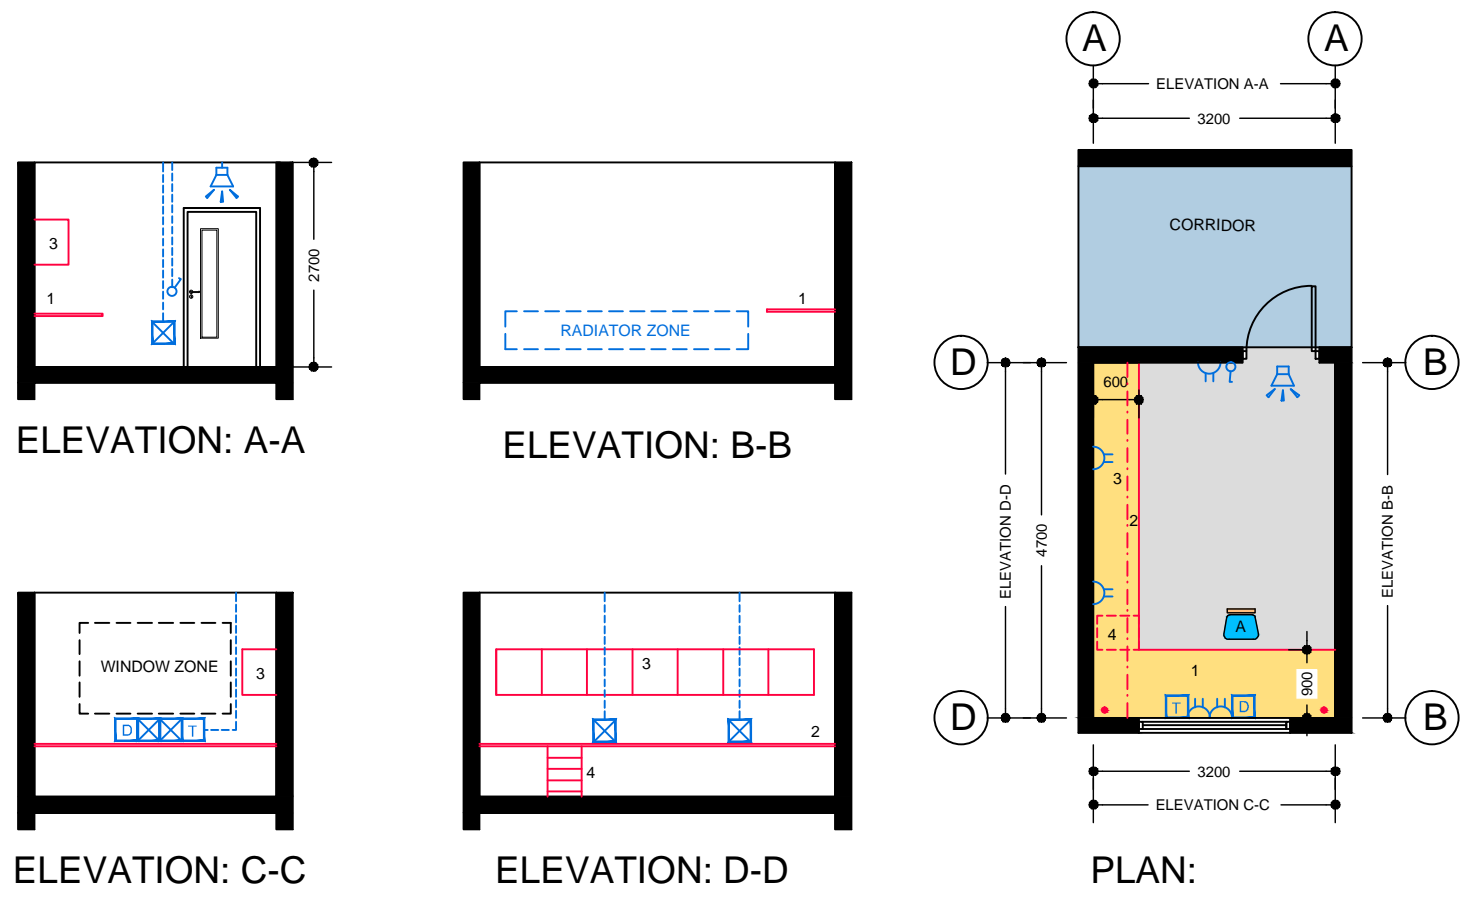 3
1
2700
ELEVATION: A-A
1
RADIATOR ZONE
ELEVATION: B-B
WINDOW ZONE
3
D
T
ELEVATION: C-C
3
2
4
ELEVATION: D-D
A
A
ELEVATION A-A
3200
CORRIDOR
D
B
600
3
2
ELEVATION D-D
4700
ELEVATION B-B
A
4
1
900
T
D
D
B
3200
ELEVATION C-C
PLAN: